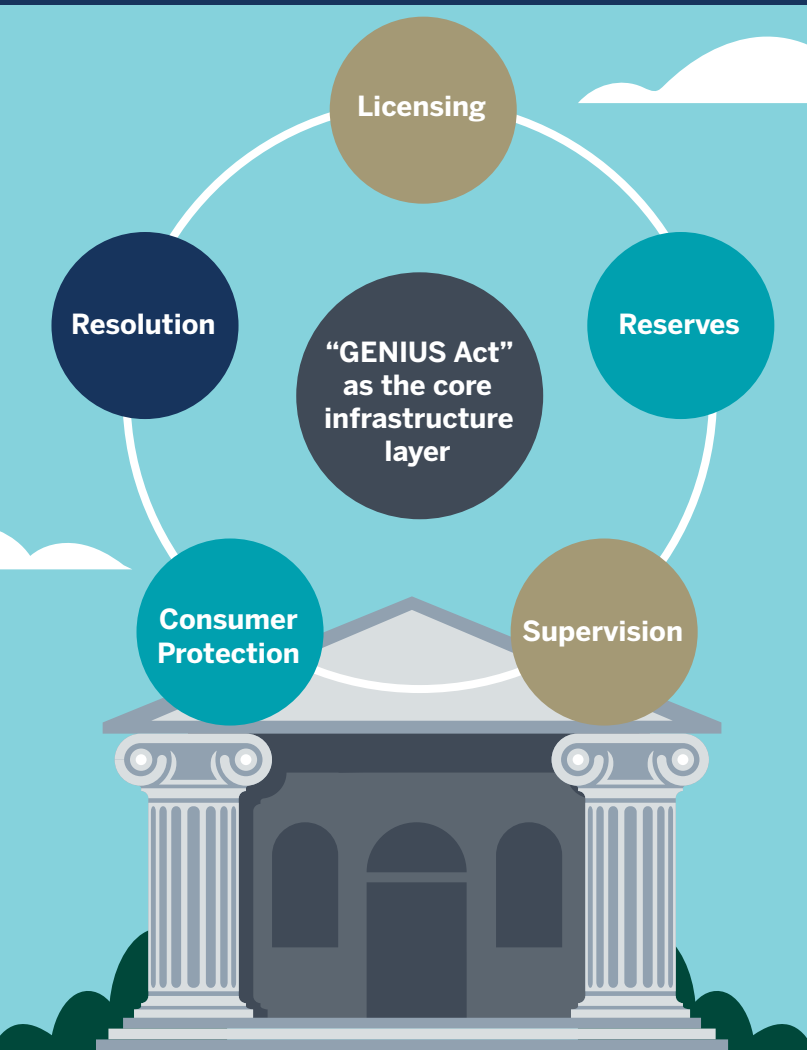 Licensing
Resolution
Reserves
“GENIUS Act”
as the core
infrastructure
layer
Consumer
Protection
Supervision